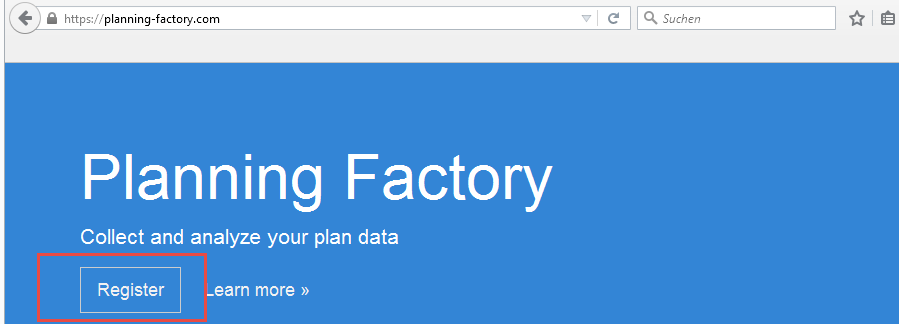 https://planning-factory.com
Suchen
Planning Factory
Collect and analyze your plan data
Register
Learn more »